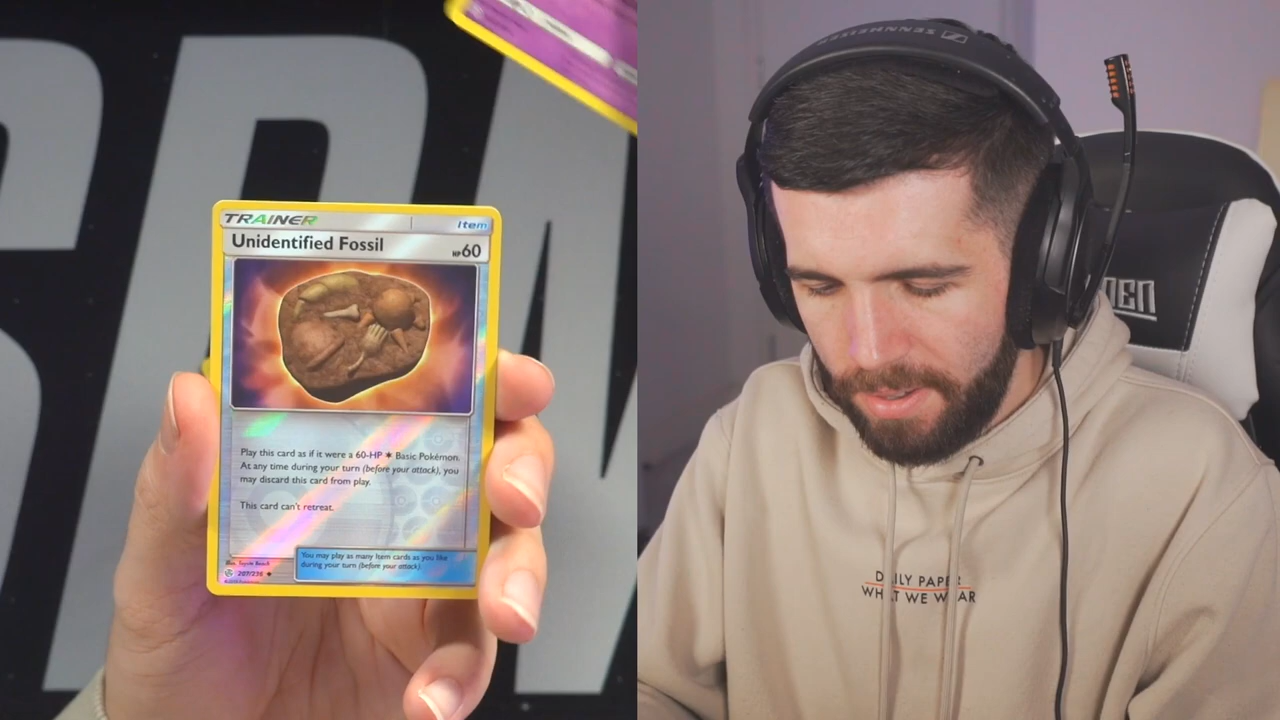 TRAINER
Item
Unidentified Fossil
HP60
Play this card as if it were a 60-HP Basic Pokémon.
At any time during your turn (before your attack), you
may discard this card from play.
This card can't retreat.
You may play as many Item cards as you like
during your turn (before your attack).
207/236
SENNHEISER
DAILY PAPER
WHAT WE WEAR